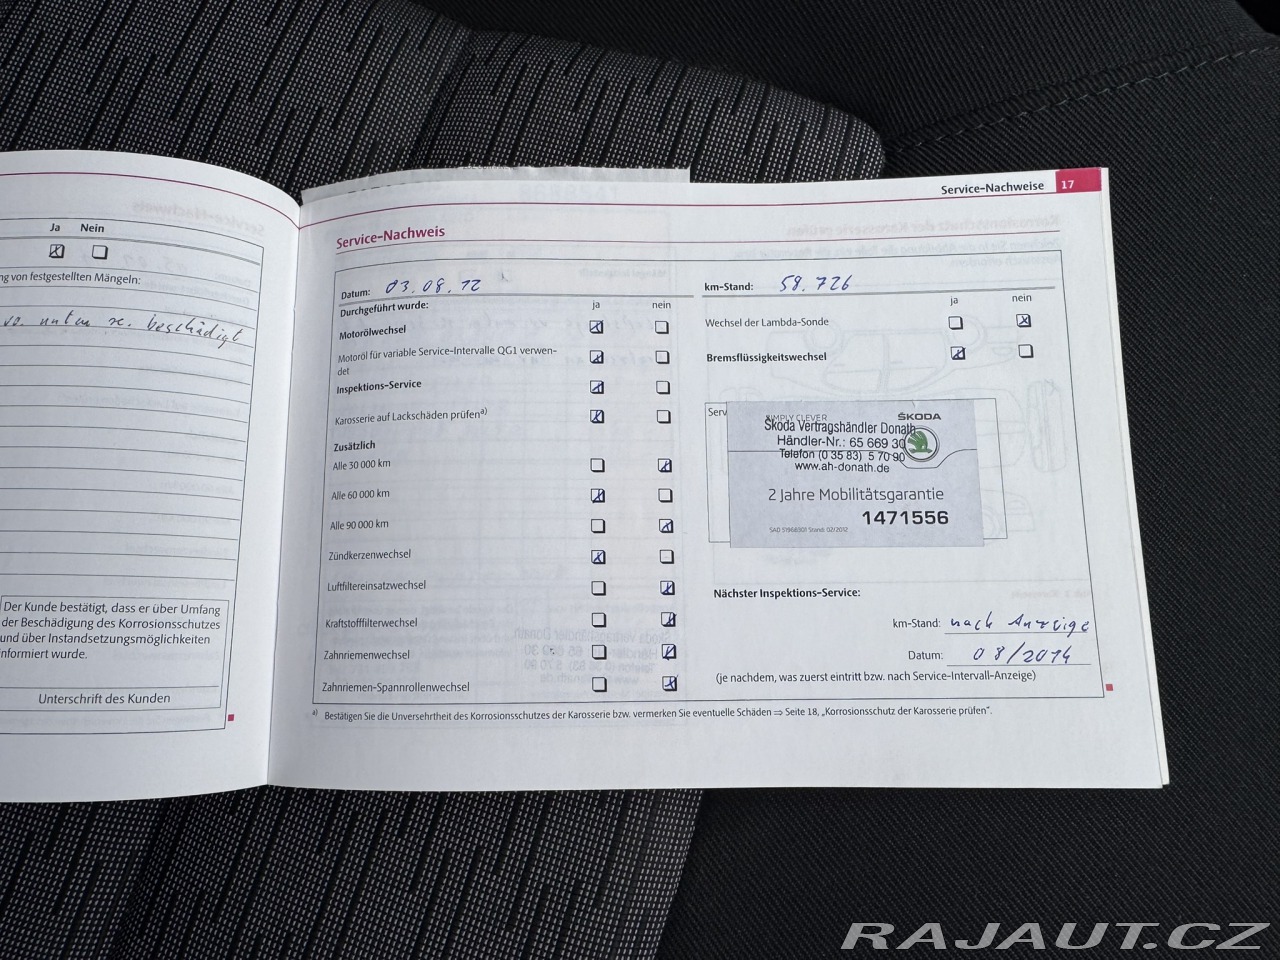 Ja Nein
ng von festgestellten Mängeln:
vo. unten re. beschädigt
Der Kunde bestätigt, dass er über Umfang
der Beschädigung des Korrosionsschutzes
und über Instandsetzungsmöglichkeiten
nformiert wurde.
Unterschrift des Kunden
Service-Nachweise 17
Service-Nachweis
Datum: 03.08.12
Durchgeführt wurde: ja nein
Motorölwechsel
Motoröl für variable Service-Intervalle QG1 verwen-
det
Inspektions-Service
Karosserie auf Lackschäden prüfen a)
Zusätzlich
Alle 30 000 km
Alle 60 000 km
Alle 90 000 km
Zündkerzenwechsel
Luftfiltereinsatzwechsel
Kraftstofffilterwechsel
Zahnriemenwechsel
Zahnriemen-Spannrollenwechsel
km-Stand: 58.726
ja nein
Wechsel der Lambda-Sonde
Bremsflüssigkeitswechsel
Serv
SIMPLY CLEVER ŠKODA
Skoda Vertragshändler Donath
Händler-Nr.: 65 669 30
Telefon (0 35 83) 5 70 90
www.ah-donath.de
2 Jahre Mobilitätsgarantie
1471556
SAD 51968301 Stand: 02/2012
Nächster Inspektions-Service:
km-Stand: nach Anzeige
Datum: 08/2014
(je nachdem, was zuerst eintritt bzw. nach Service-Intervall-Anzeige)
a) Bestätigen Sie die Unversehrtheit des Korrosionsschutzes der Karosserie bzw. vermerken Sie eventuelle Schäden ⇒ Seite 18, „Korrosionsschutz der Karosserie prüfen“.
RAJAUT.CZ